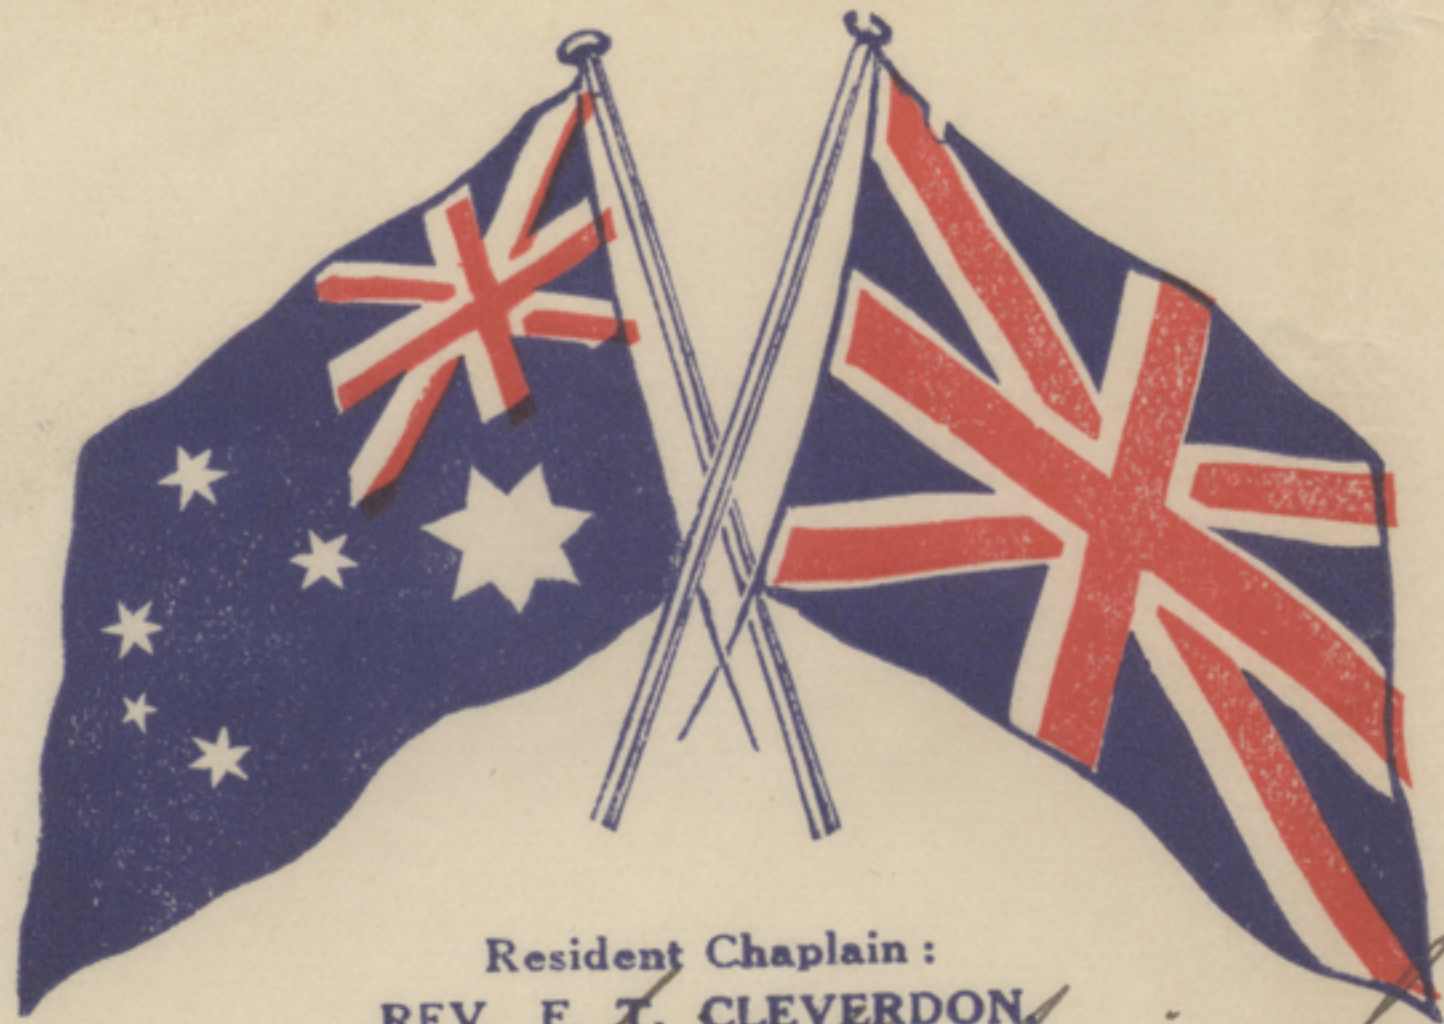 Resident Chaplain :
REV. F. T. CLEVERDON,